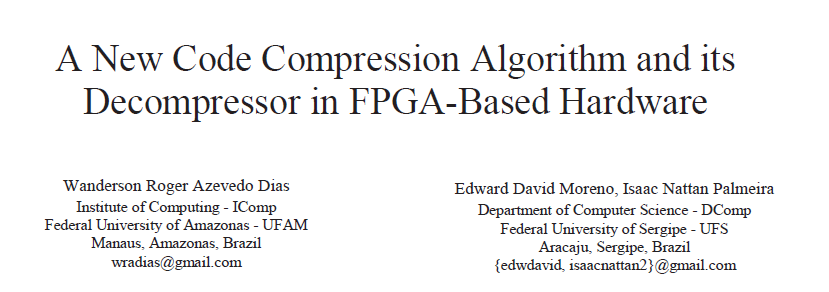 A New Code Compression Algorithm and its
Decompressor in FPGA-Based Hardware
Wanderson Roger Azevedo Dias
Institute of Computing - IComp
Federal University of Amazonas - UFAM
Manaus, Amazonas, Brazil
wradias@gmail.com
Edward David Moreno, Isaac Nattan Palmeira
Department of Computer Science - DComp
Federal University of Sergipe - UFS
Aracaju, Sergipe, Brazil
{edwdavid, isaacnattan2}@gmail.com